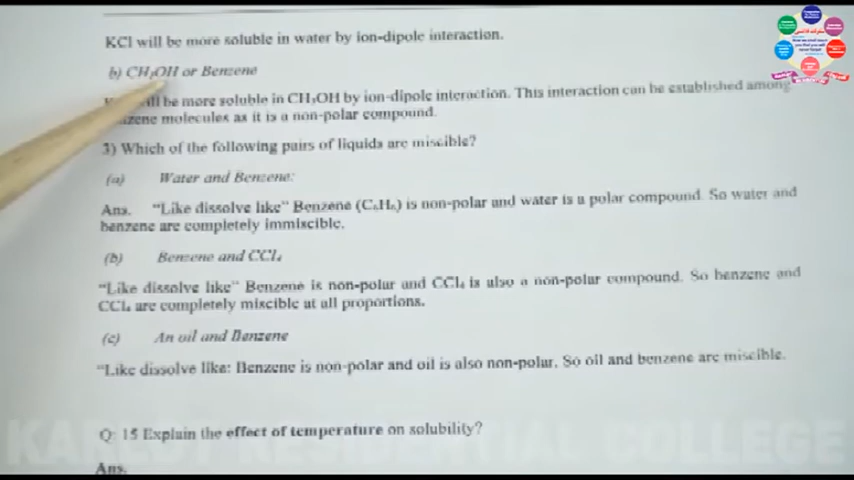 KCl will be more soluble in water by ion-dipole interaction.
b) CH₃OH or Benzene
will be more soluble in CH₃OH by ion-dipole interaction. This interaction can be established among
molecules as it is a non-polar compound.
3) Which of the following pairs of liquids are miscible?
(a) Water and Benzene:
Ans. "Like dissolve like" Benzene (C₆H₆) is non-polar and water is a polar compound. So water and
benzene are completely immiscible.
(b) Benzene and CCl₄
"Like dissolve like" Benzene is non-polar and CCl₄ is also a non-polar compound. So benzene and
CCl₄ are completely miscible at all proportions.
(c) An oil and Benzene
"Like dissolve like: Benzene is non-polar and oil is also non-polar. So oil and benzene are miscible.
Q: 15 Explain the effect of temperature on solubility?
Ans.
RESIDENTIAL COLLEGE